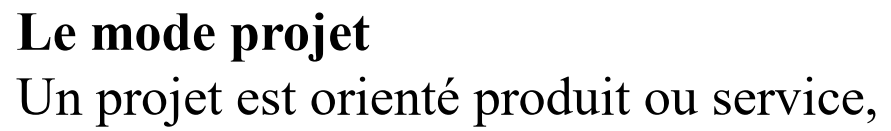 Le mode projet
Un projet est orienté produit ou service,